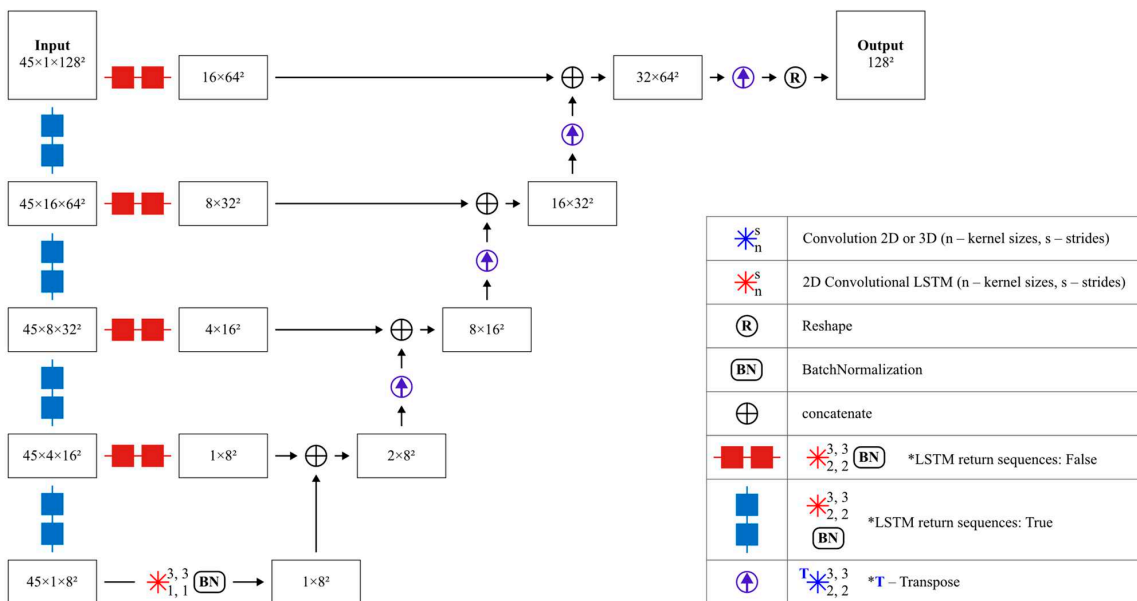 Input
45×1×128²
16×64²
32×64²
R
Output
128²
45×16×64²
8×32²
16×32²
45×8×32²
4×16²
8×16²
45×4×16²
1×8²
2×8²
45×1×8²
3, 3
1, 1
BN
1×8²
s
n
Convolution 2D or 3D (n – kernel sizes, s – strides)
s
n
2D Convolutional LSTM (n – kernel sizes, s – strides)
R
Reshape
BN
BatchNormalization
concatenate
3, 3
2, 2
BN
*LSTM return sequences: False
3, 3
2, 2
BN
*LSTM return sequences: True
T
3, 3
2, 2
*T – Transpose